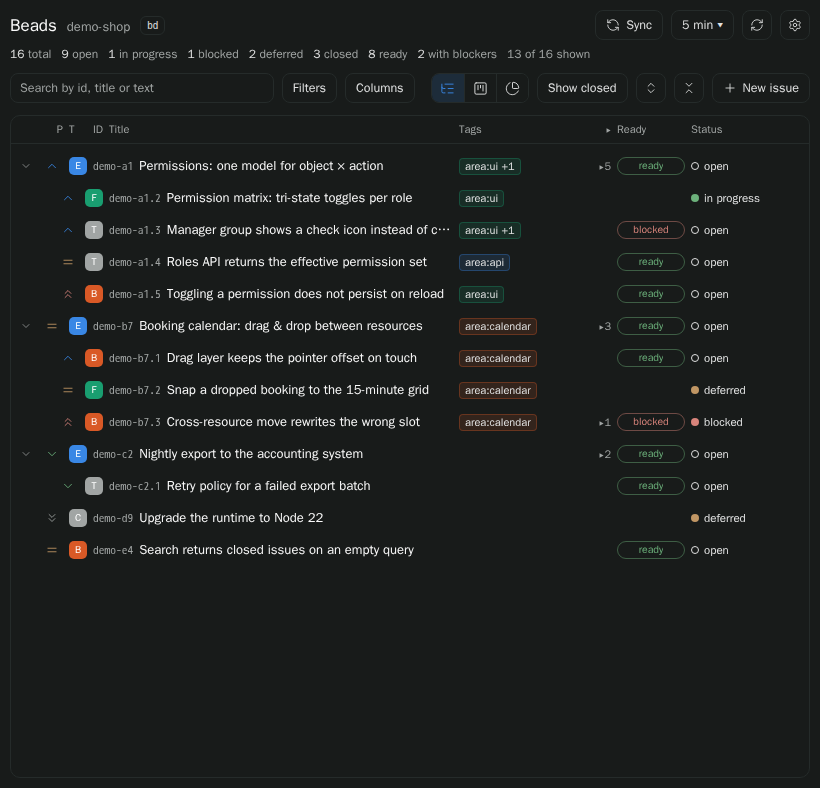 Beads demo-shop bd Sync 5 min ▾
16 total 9 open 1 in progress 1 blocked 2 deferred 3 closed 8 ready 2 with blockers 13 of 16 shown
Search by id, title or text Filters Columns Show closed + New issue
P T ID Title Tags ▸ Ready Status
E demo-a1 Permissions: one model for object × action area:ui +1 ▸5 ready open
F demo-a1.2 Permission matrix: tri-state toggles per role area:ui in progress
T demo-a1.3 Manager group shows a check icon instead of c… area:ui +1 blocked open
T demo-a1.4 Roles API returns the effective permission set area:api ready open
B demo-a1.5 Toggling a permission does not persist on reload area:ui ready open
E demo-b7 Booking calendar: drag & drop between resources area:calendar ▸3 ready open
B demo-b7.1 Drag layer keeps the pointer offset on touch area:calendar ready open
F demo-b7.2 Snap a dropped booking to the 15-minute grid area:calendar deferred
B demo-b7.3 Cross-resource move rewrites the wrong slot area:calendar ▸1 blocked blocked
E demo-c2 Nightly export to the accounting system ▸2 ready open
T demo-c2.1 Retry policy for a failed export batch ready open
C demo-d9 Upgrade the runtime to Node 22 deferred
B demo-e4 Search returns closed issues on an empty query ready open